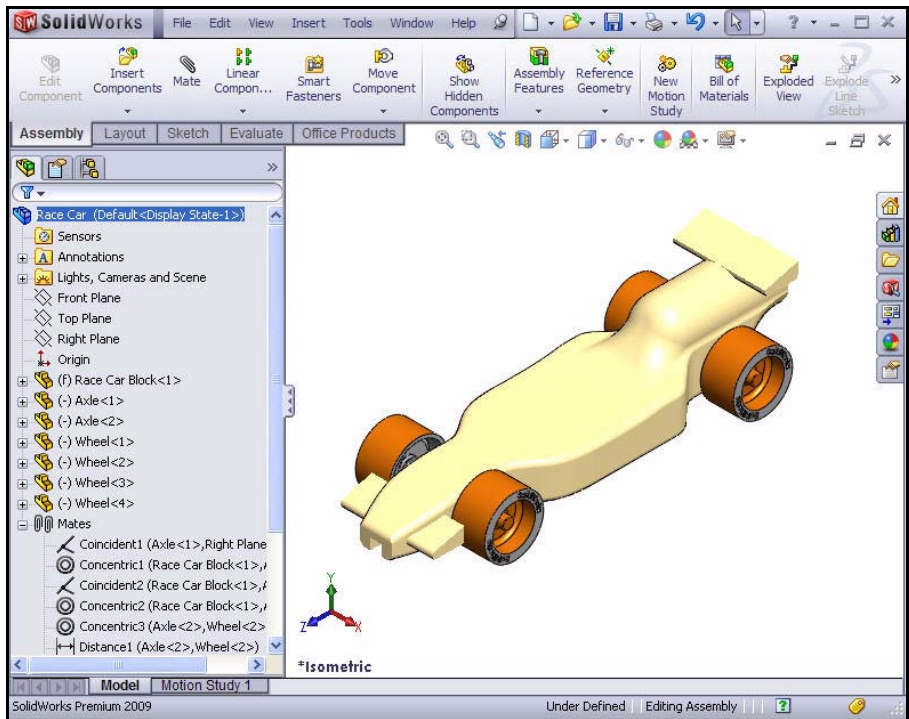 SolidWorks File Edit View Insert Tools Window Help ?
Edit Component Insert Components Mate Linear Compon... Smart Fasteners Move Component Show Hidden Components Assembly Features Reference Geometry New Motion Study Bill of Materials Exploded View Explode Line Sketch
Assembly Layout Sketch Evaluate Office Products
Race Car (Default<Display State-1>)
Sensors
A Annotations
Lights, Cameras and Scene
Front Plane
Top Plane
Right Plane
Origin
(f) Race Car Block<1>
(-) Axle<1>
(-) Axle<2>
(-) Wheel<1>
(-) Wheel<2>
(-) Wheel<3>
(-) Wheel<4>
Mates
Coincident1 (Axle<1>,Right Plane
Concentric1 (Race Car Block<1>,
Coincident2 (Race Car Block<1>,
Concentric2 (Race Car Block<1>,
Concentric3 (Axle<2>,Wheel<2>
Distance1 (Axle<2>,Wheel<2>)
Y
Z X
*Isometric
Model Motion Study 1
SolidWorks Premium 2009 Under Defined Editing Assembly ?